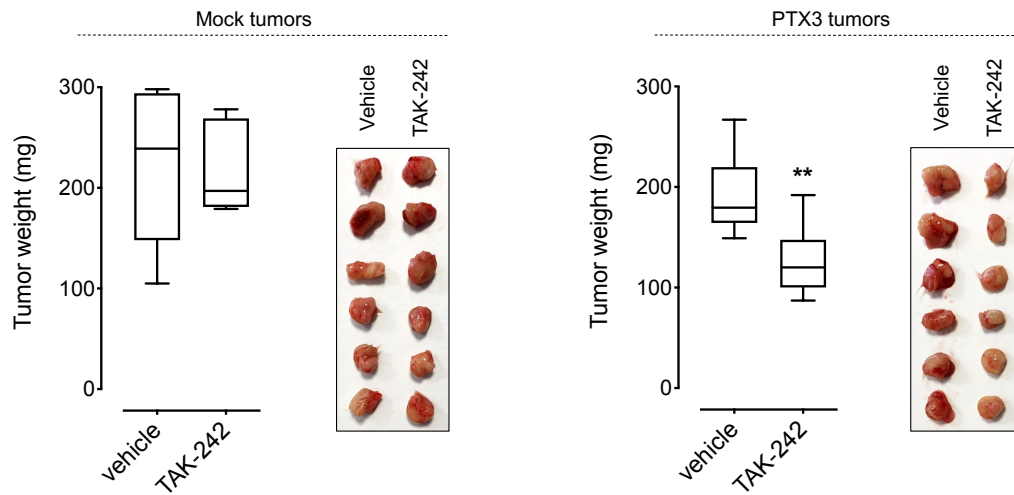 Mock tumors
Tumor weight (mg)
300
200
100
0
vehicle
TAK-242
Vehicle
TAK-242
PTX3 tumors
Tumor weight (mg)
300
200
100
0
**
vehicle
TAK-242
Vehicle
TAK-242